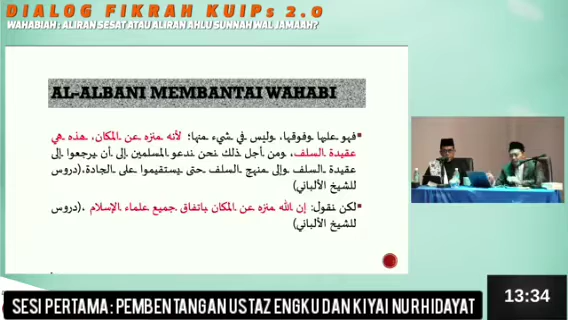 DIALOG FIKRAH KUIPs 2.0
WAHABIAH : ALIRAN SESAT ATAU ALIRAN AHLU SUNNAH WAL JAMAAH?
AL-ALBANI MEMBANTAI WAHABI
فهو عليها وفوقها، وليس في شيء منها؛ لأنه منزه عن المكان، هذه هي
عقيدة السلف، ومن أجل ذلك نحن ندعو المسلمين إلى أن يرجعوا إلى
عقيدة السلف وإلى منهج السلف حتى يستقيموا على الجادة.(دروس
للشيخ الألباني)
لكن نقول: إن الله منزه عن المكان باتفاق جميع علماء الإسلام .(دروس
للشيخ الألباني)
SESI PERTAMA : PEMBENTANGAN USTAZ ENGKU DAN KIYAI NURHIDAYAT
13:34